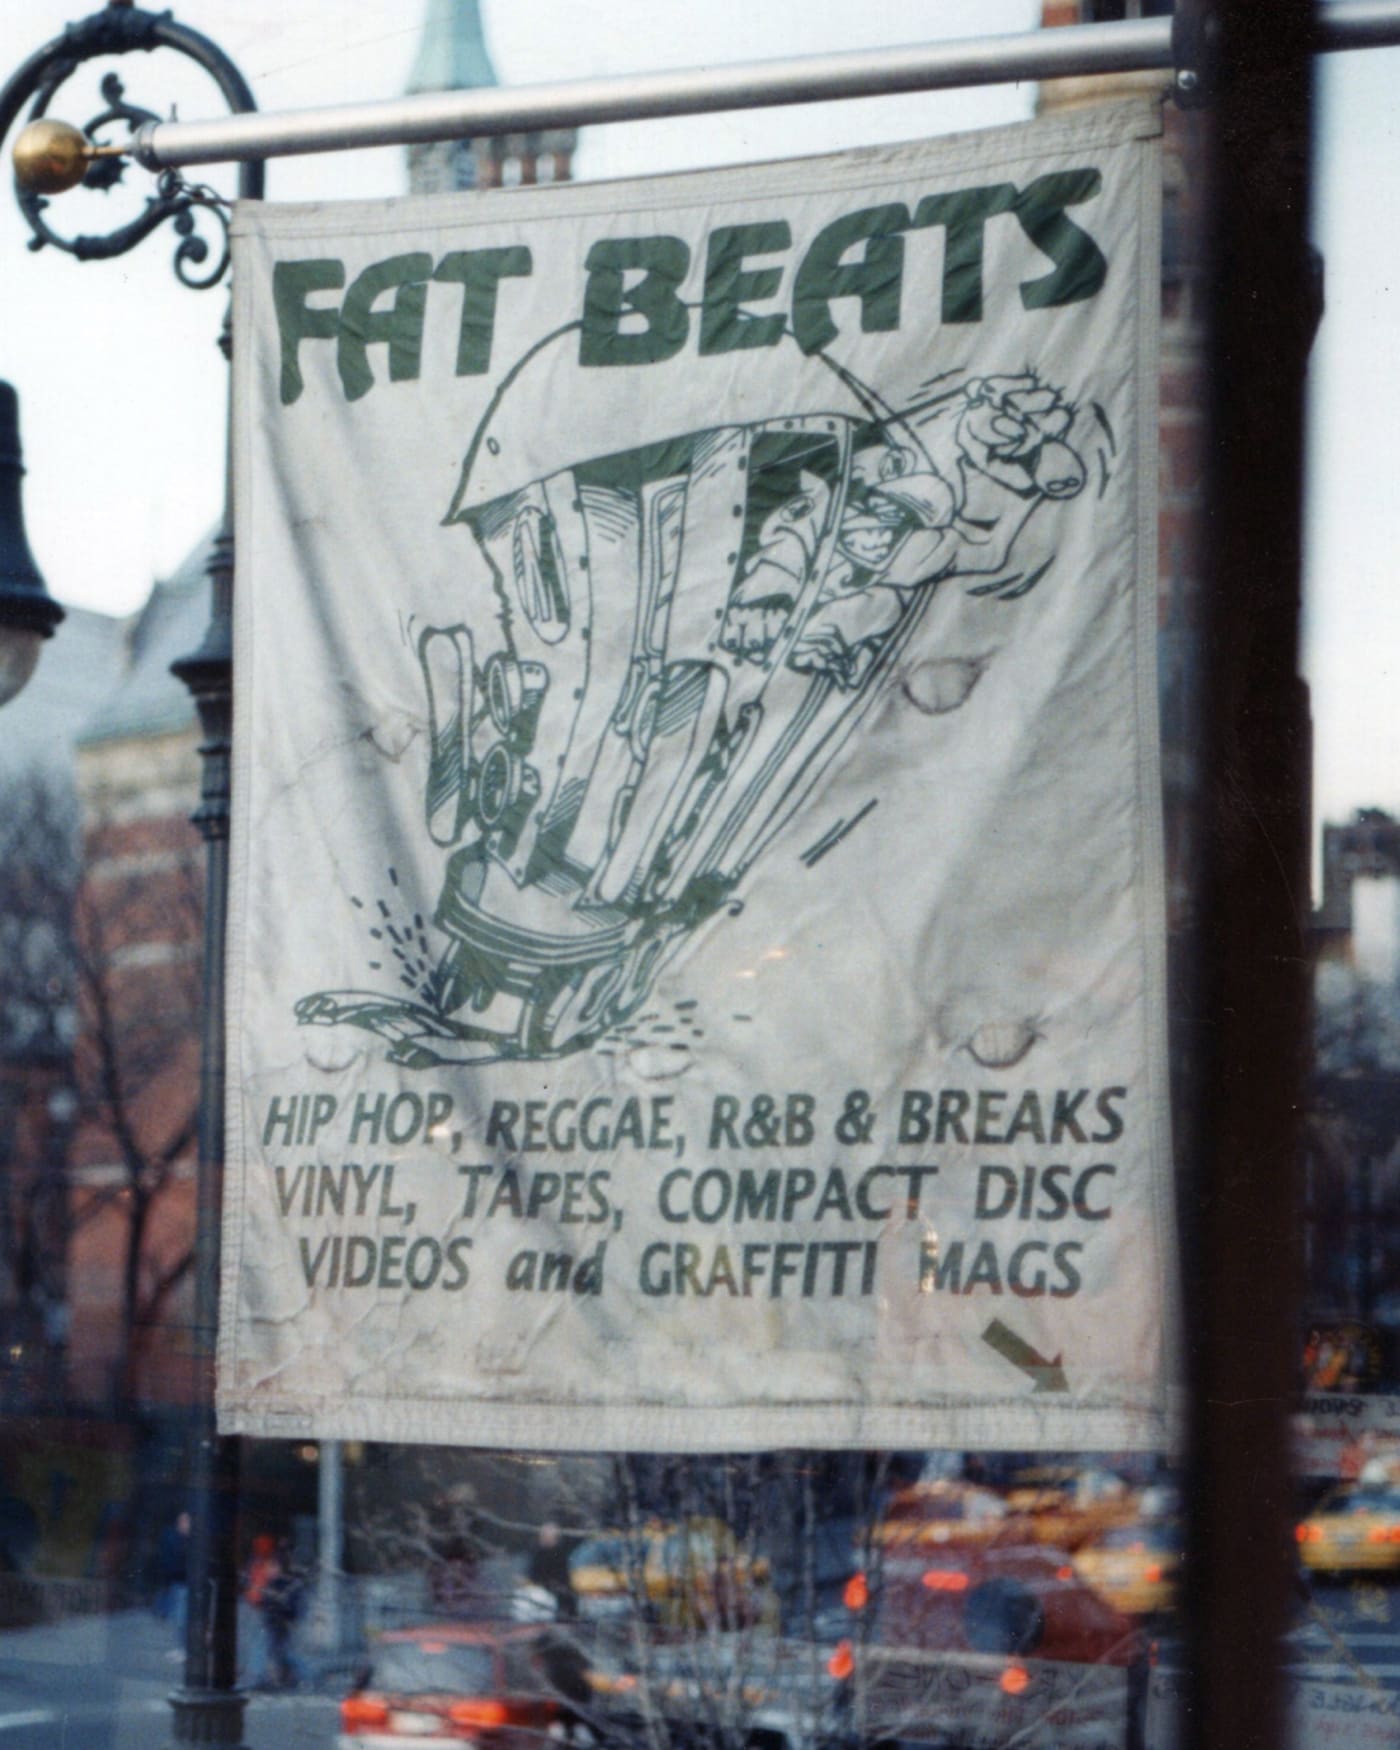 FAT BEATS
HIP HOP, REGGAE, R&B & BREAKS
VINYL, TAPES, COMPACT DISC
VIDEOS and GRAFFITI MAGS